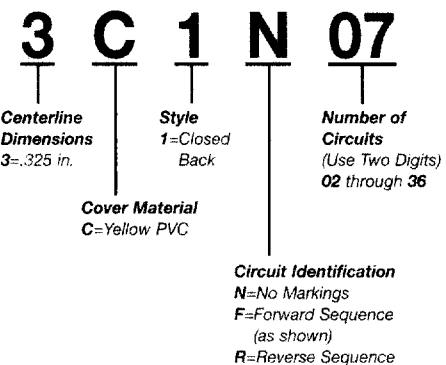 3 C 1 N 07
Centerline
Dimensions
3=.325 in.
Style
1=Closed
Back
Number of
Circuits
(Use Two Digits)
02 through 36
Cover Material
C=Yellow PVC
Circuit Identification
N=No Markings
F=Forward Sequence
(as shown)
R=Reverse Sequence